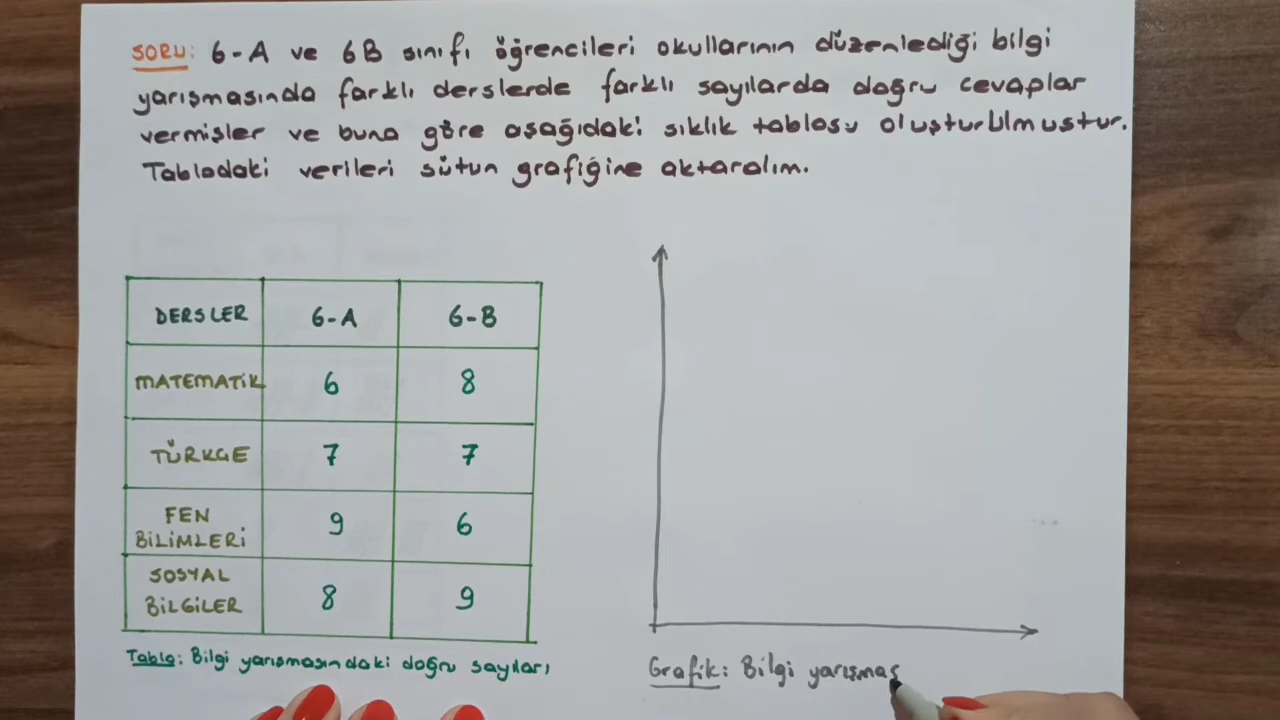 SORU: 6-A ve 6B sınıfı öğrencileri okullarının düzenlediği bilgi
yarışmasında farklı derslerde farklı sayılarda doğru cevaplar
vermişler ve buna göre aşağıdaki sıklık tablosu oluşturulmuştur.
Tablodaki verileri sütun grafiğine aktaralım.
DERSLER 6-A 6-B
MATEMATİK 6 8
TÜRKÇE 7 7
FEN BİLİMLERİ 9 6
SOSYAL BİLGİLER 8 9
Tablo: Bilgi yarışmasındaki doğru sayıları
Grafik: Bilgi yarışmas